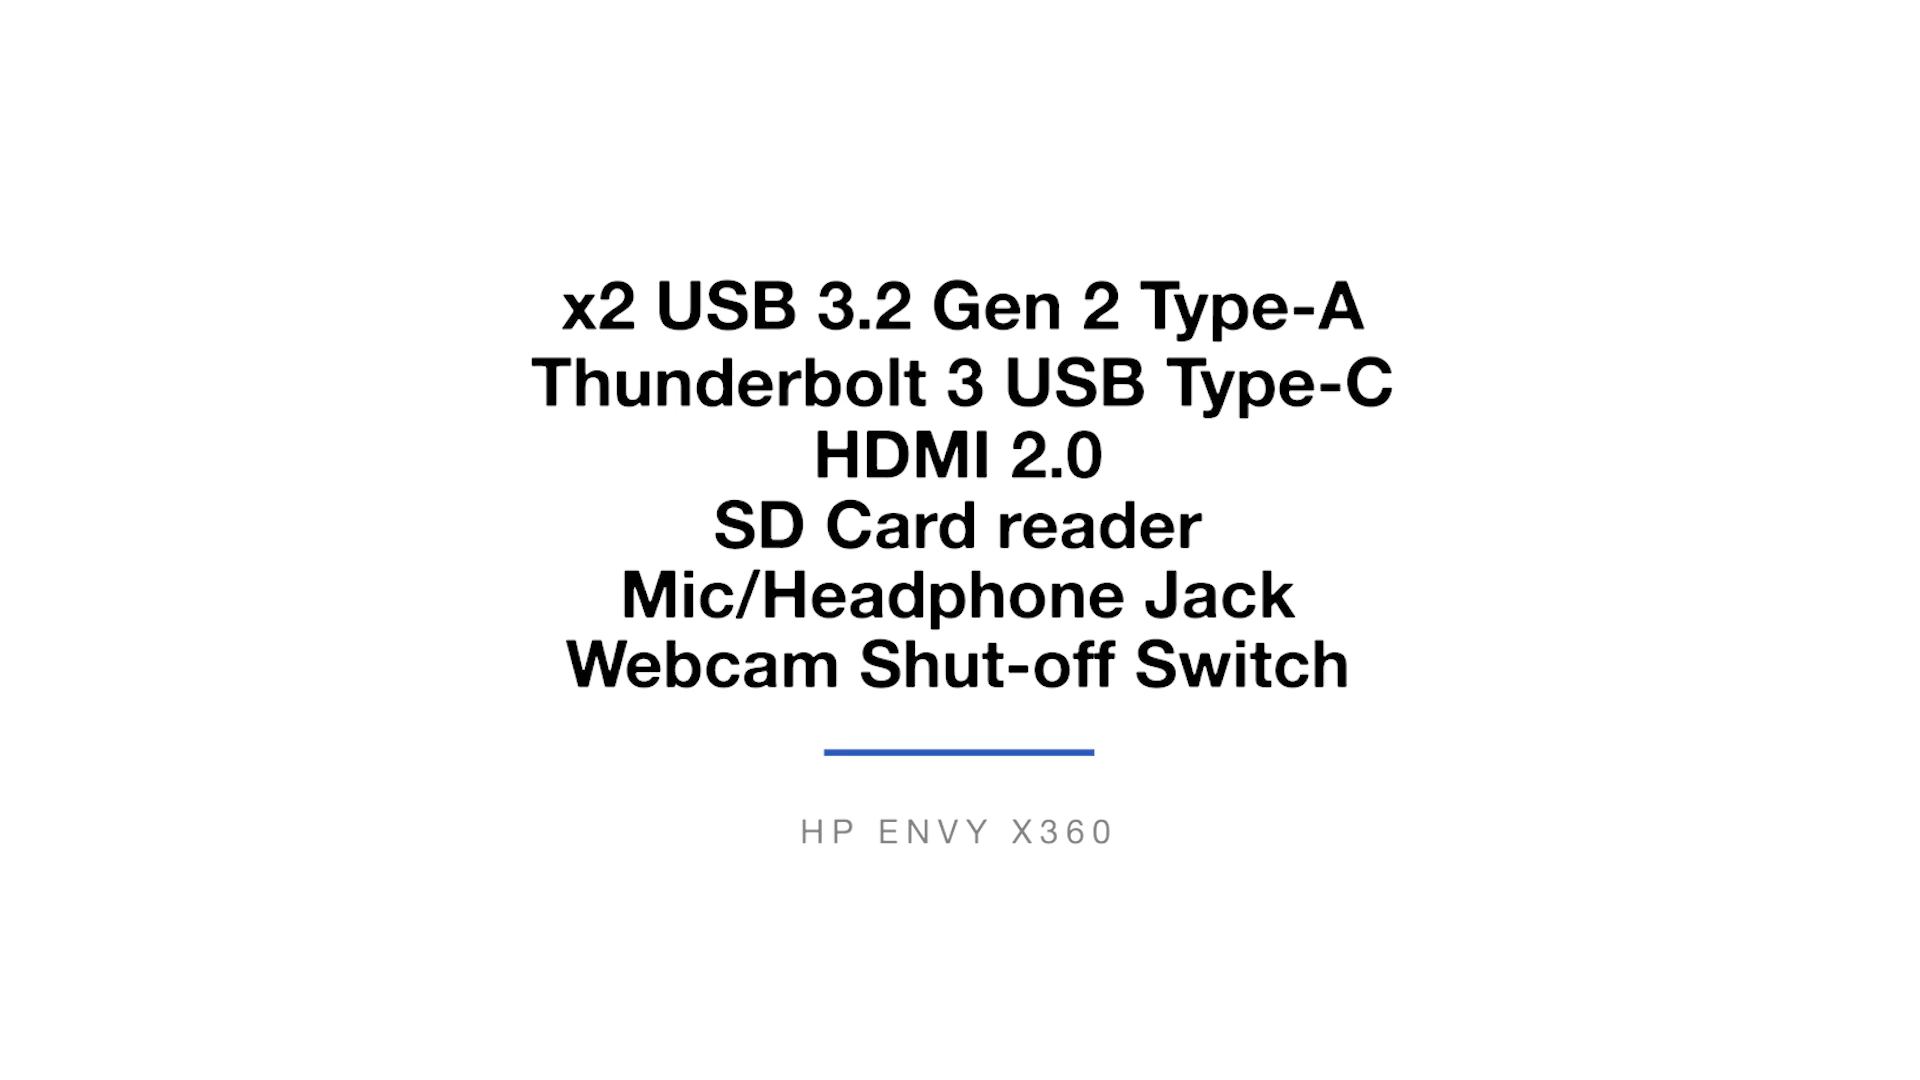 x2 USB 3.2 Gen 2 Type-A
Thunderbolt 3 USB Type-C
HDMI 2.0
SD Card reader
Mic/Headphone Jack
Webcam Shut-off Switch
HP ENVY X360